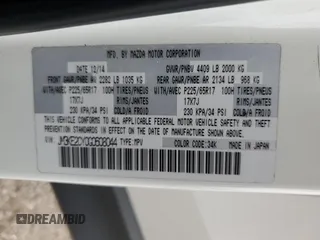 MFD. BY MAZDA MOTOR CORPORATION
DATE 12/14 GVWR/PNBV 4409 LB 2000 KG
FRONT GAWR/PNBE AV 2282 LB 1035 KG REAR GAWR/PNBE AR 2134 LB 968 KG
WITH/AVEC P225/65R17 100H TIRES/PNEUS WITH/AVEC P225/65R17 100H TIRES/PNEUS
17X7J RIMS/JANTES 17X7J RIMS/JANTES
230 KPA/34 PSI COLD/A FROID 230 KPA/34 PSI COLD/A FROID
THIS VEHICLE CONFORMS TO ALL APPLICABLE FEDERAL MOTOR VEHICLE SAFETY, BUMPER, AND THEFT
PREVENTION STANDARDS IN EFFECT ON THE DATE OF MANUFACTURE SHOWN ABOVE.
TYPE:MPV
COLOR:34K MADE IN JAPAN
DREAMBID
dreambid.com